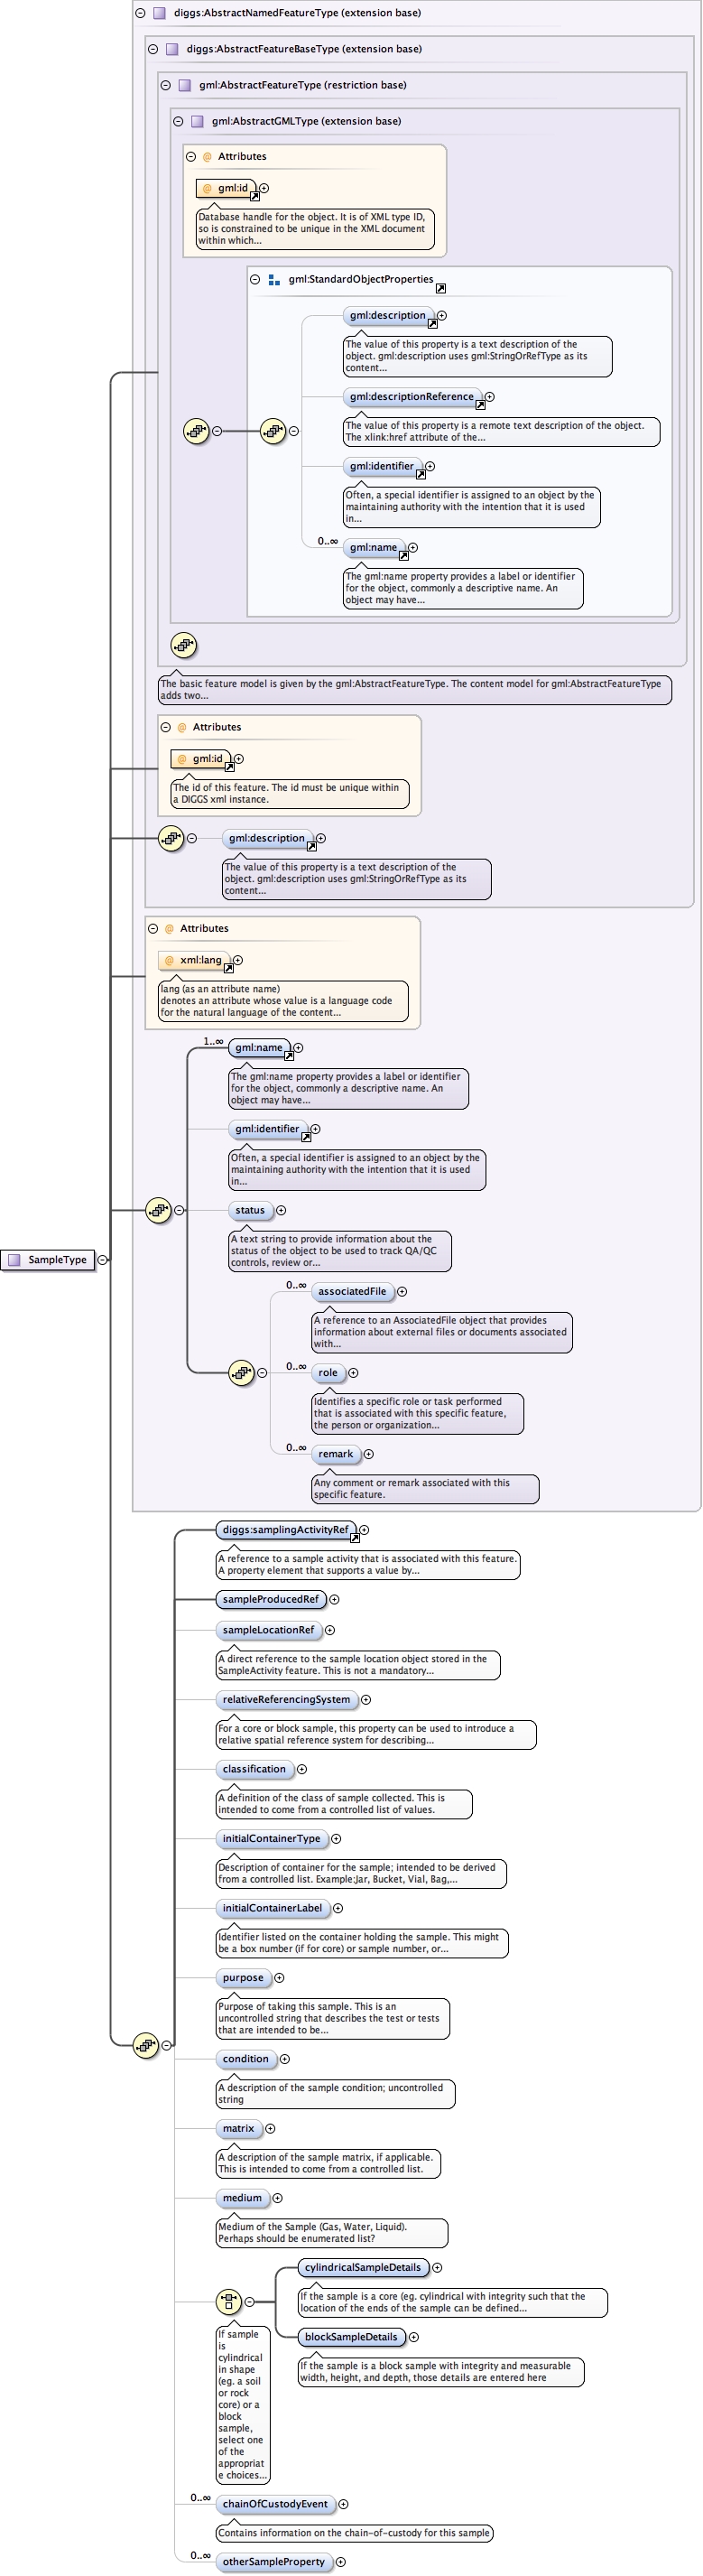 diggs:AbstractNamedFeatureType (extension base)
diggs:AbstractFeatureBaseType (extension base)
gml:AbstractFeatureType (restriction base)
gml:AbstractGMLType (extension base)
@ Attributes
@ gml:id
Database handle for the object. It is of XML type ID,
so is constrained to be unique in the XML document
within which...
gml:StandardObjectProperties
gml:description
The value of this property is a text description of the
object. gml:description uses gml:StringOrRefType as its
content...
gml:descriptionReference
The value of this property is a remote text description of the object.
The xlink:href attribute of the...
gml:identifier
Often, a special identifier is assigned to an object by the
maintaining authority with the intention that it is used
in...
0..∞
gml:name
The gml:name property provides a label or identifier
for the object, commonly a descriptive name. An
object may have...
The basic feature model is given by the gml:AbstractFeatureType. The content model for gml:AbstractFeatureType
adds two...
@ Attributes
@ gml:id
The id of this feature. The id must be unique within
a DIGGS xml instance.
gml:description
The value of this property is a text description of the
object. gml:description uses gml:StringOrRefType as its
content...
@ Attributes
@ xml:lang
lang (as an attribute name)
denotes an attribute whose value is a language code
for the natural language of the content...
1..∞
gml:name
The gml:name property provides a label or identifier
for the object, commonly a descriptive name. An
object may have...
gml:identifier
Often, a special identifier is assigned to an object by the
maintaining authority with the intention that it is used
in...
status
A text string to provide information about the
status of the object to be used to track QA/QC
controls, review or...
SampleType
0..∞
associatedFile
A reference to an AssociatedFile object that provides
information about external files or documents associated
with...
0..∞
role
Identifies a specific role or task performed
that is associated with this specific feature,
the person or organization...
0..∞
remark
Any comment or remark associated with this
specific feature.
diggs:samplingActivityRef
A reference to a sample activity that is associated with this feature.
A property element that supports a value by...
sampleProducedRef
sampleLocationRef
A direct reference to the sample location object stored in the
SampleActivity feature. This is not a mandatory...
relativeReferencingSystem
For a core or block sample, this property can be used to introduce a
relative spatial reference system for describing...
classification
A definition of the class of sample collected. This is
intended to come from a controlled list of values.
initialContainerType
Description of container for the sample; intended to be derived
from a controlled list. Example:Jar, Bucket, Vial, Bag,...
initialContainerLabel
Identifier listed on the container holding the sample. This might
be a box number (if for core) or sample number, or...
purpose
Purpose of taking this sample. This is an
uncontrolled string that describes the test or tests
that are intended to be...
condition
A description of the sample condition; uncontrolled
string
matrix
A description of the sample matrix, if applicable.
This is intended to come from a controlled list.
medium
Medium of the Sample (Gas, Water, Liquid).
Perhaps should be enumerated list?
cylindricalSampleDetails
If the sample is a core (eg. cylindrical with integrity such that the
location of the ends of the sample can be defined...
blockSampleDetails
If the sample is a block sample with integrity and measurable
width, height, and depth, those details are entered here
If sample
is
cylindrical
in shape
(eg. a soil
or rock
core) or a
block
sample,
select one
of the
appropriat
e choices...
0..∞
chainOfCustodyEvent
Contains information on the chain-of-custody for this sample
0..∞
otherSampleProperty